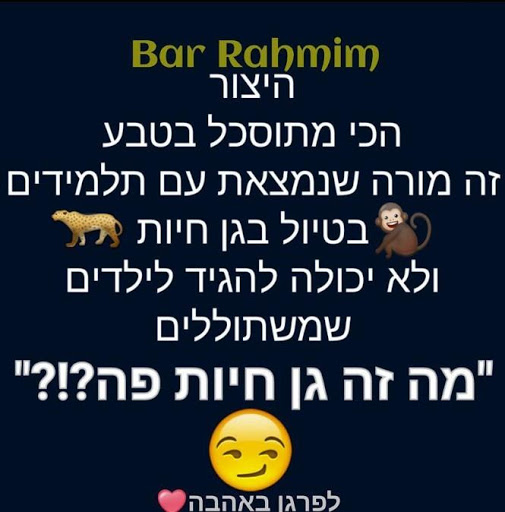 Bar Rahmim
היצור
הכי מתוסכל בטבע
זה מורה שנמצאת עם תלמידים
בטיול בגן חיות
ולא יכולה להגיד לילדים
שמשתוללים
"מה זה גן חיות פה?!?"
לפרגן באהבה